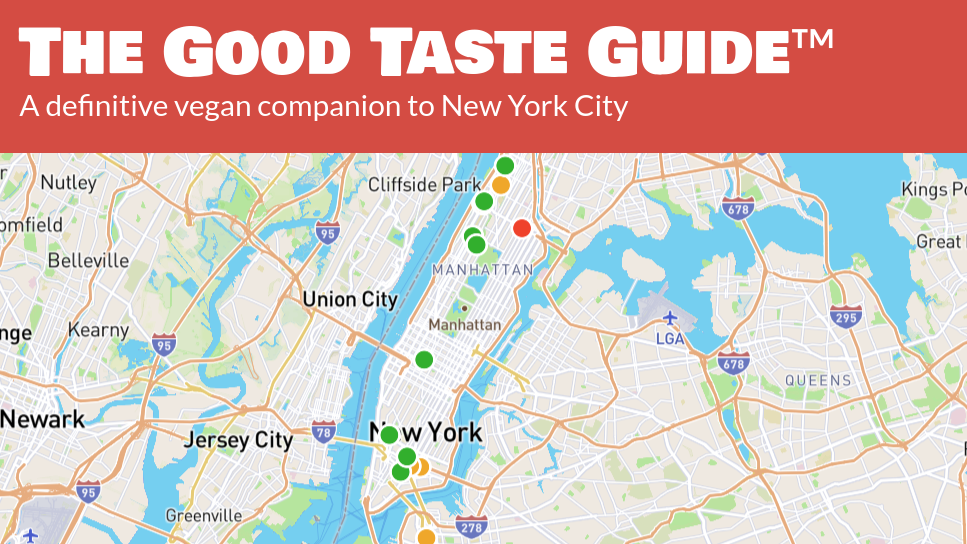 THE GOOD TASTE GUIDE™
A definitive vegan companion to New York City
Nutley
Cliffside Park
Kings Po
678
omfield
95
Great
Belleville
MANHATTAN
Union City
Manhattan
295
nge
Kearny
95
LGA
678
QUEENS
Newark
Jersey City
78
New York
95
Greenville
278